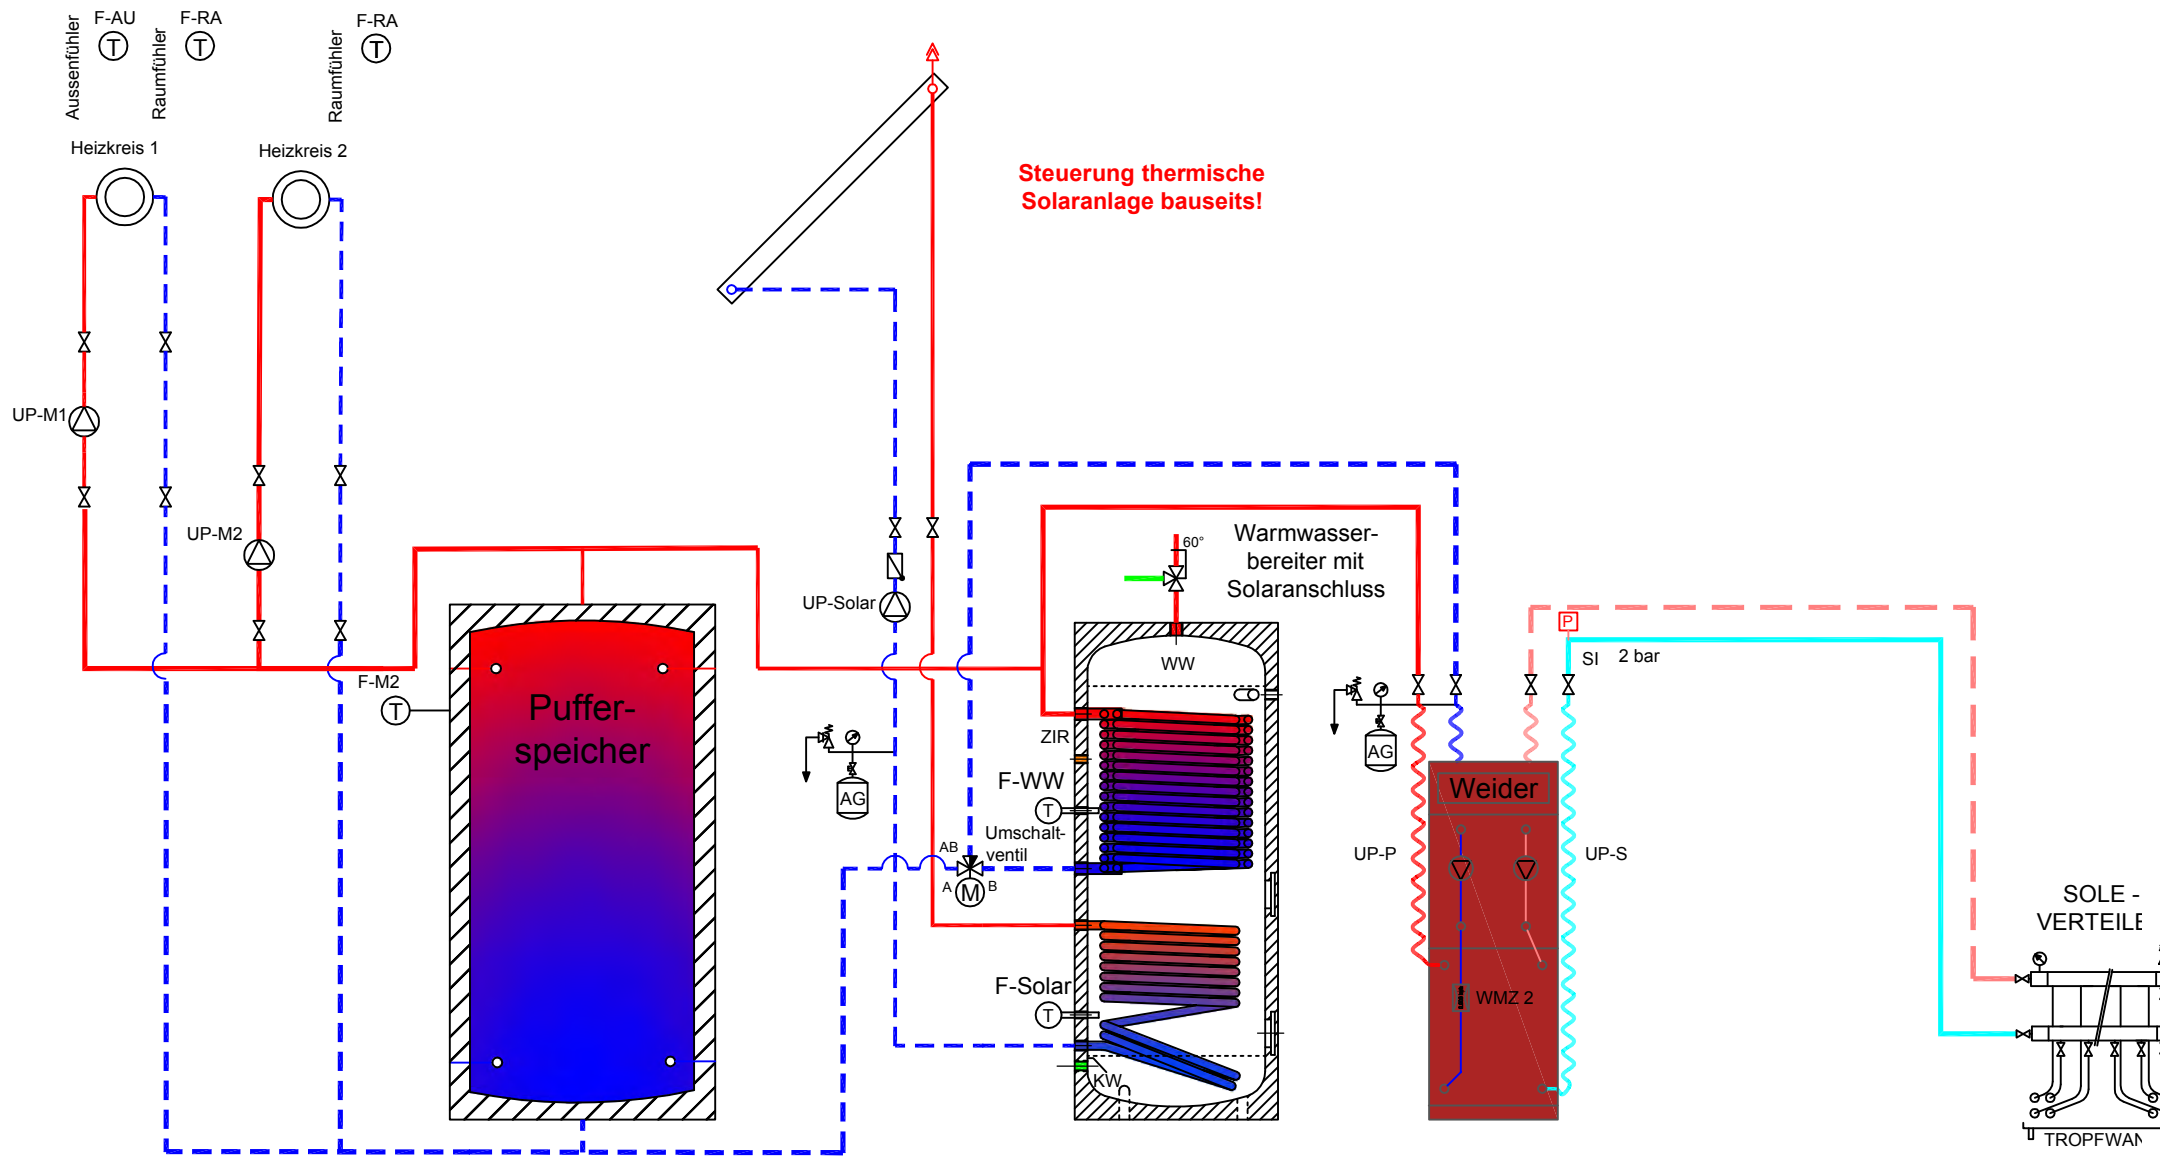 F-AU
F-RA
F-RA
Aussenfühler
Raumfühler
Raumfühler
Heizkreis 1
Heizkreis 2
Steuerung thermische
Solaranlage bauseits!
UP-M1
UP-M2
UP-Solar
60°
Warmwasser-
bereiter mit
Solaranschluss
P
SI
2 bar
WW
F-M2
T
T
T
T
Puffer-
speicher
ZIR
AG
AG
F-WW
T
Weider
Umschalt-
ventil
AB
A
B
M
UP-P
UP-S
SOLE -
VERTEILE
F-Solar
T
WMZ 2
KW
TROPFWAN